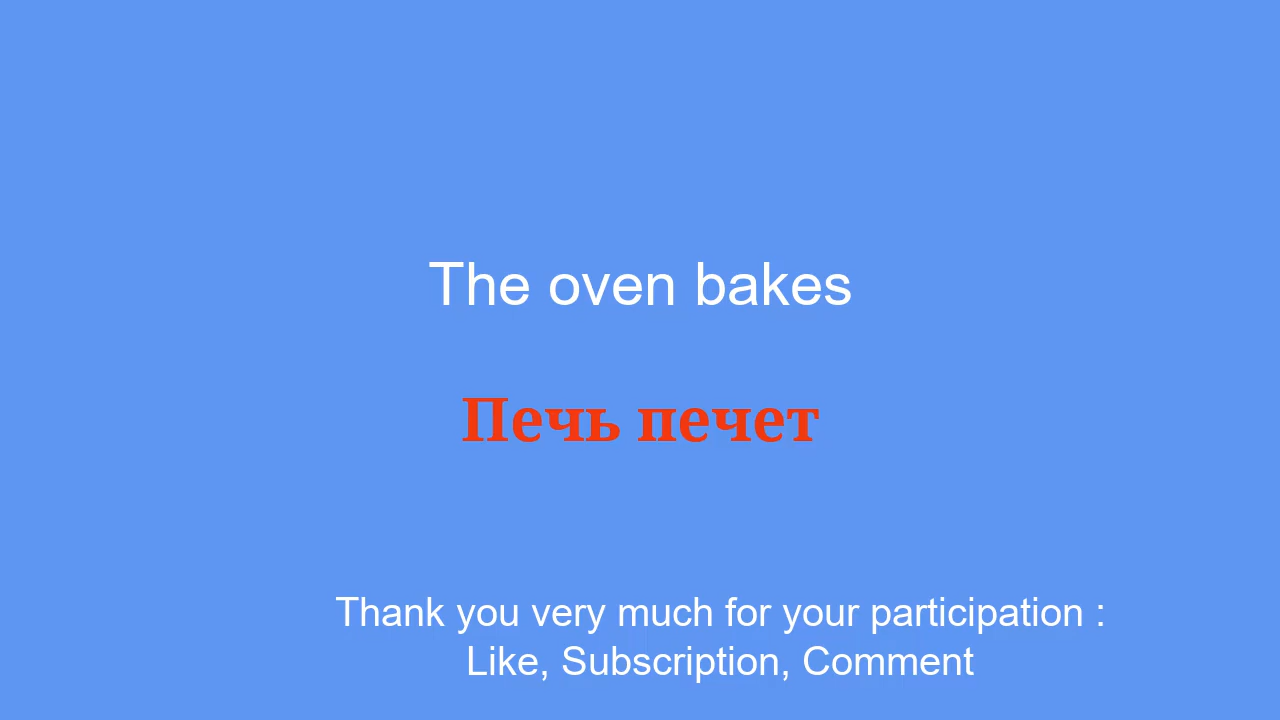 The oven bakes
Печь печет
Thank you very much for your participation :
Like, Subscription, Comment